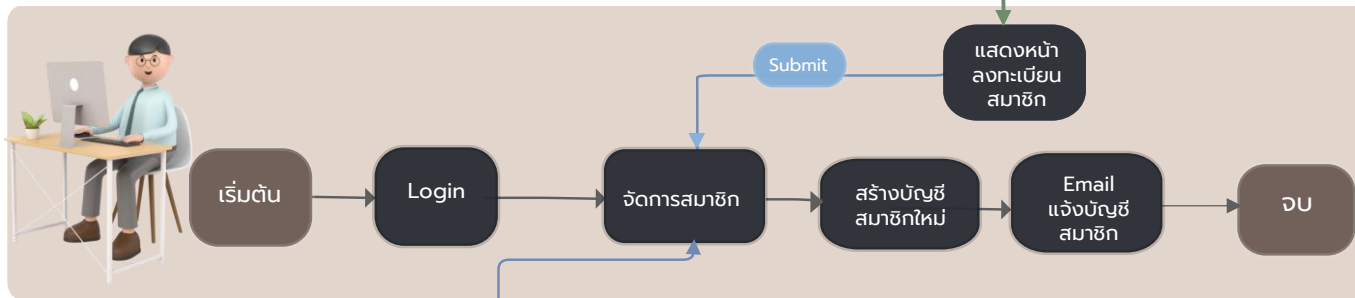 แสดงหน้า
ลงทะเบียน
สมาชิก
Submit
เริ่มต้น
Login
จัดการสมาชิก
สร้างบัญชี
สมาชิกใหม่
Email
แจ้งบัญชี
สมาชิก
จบ